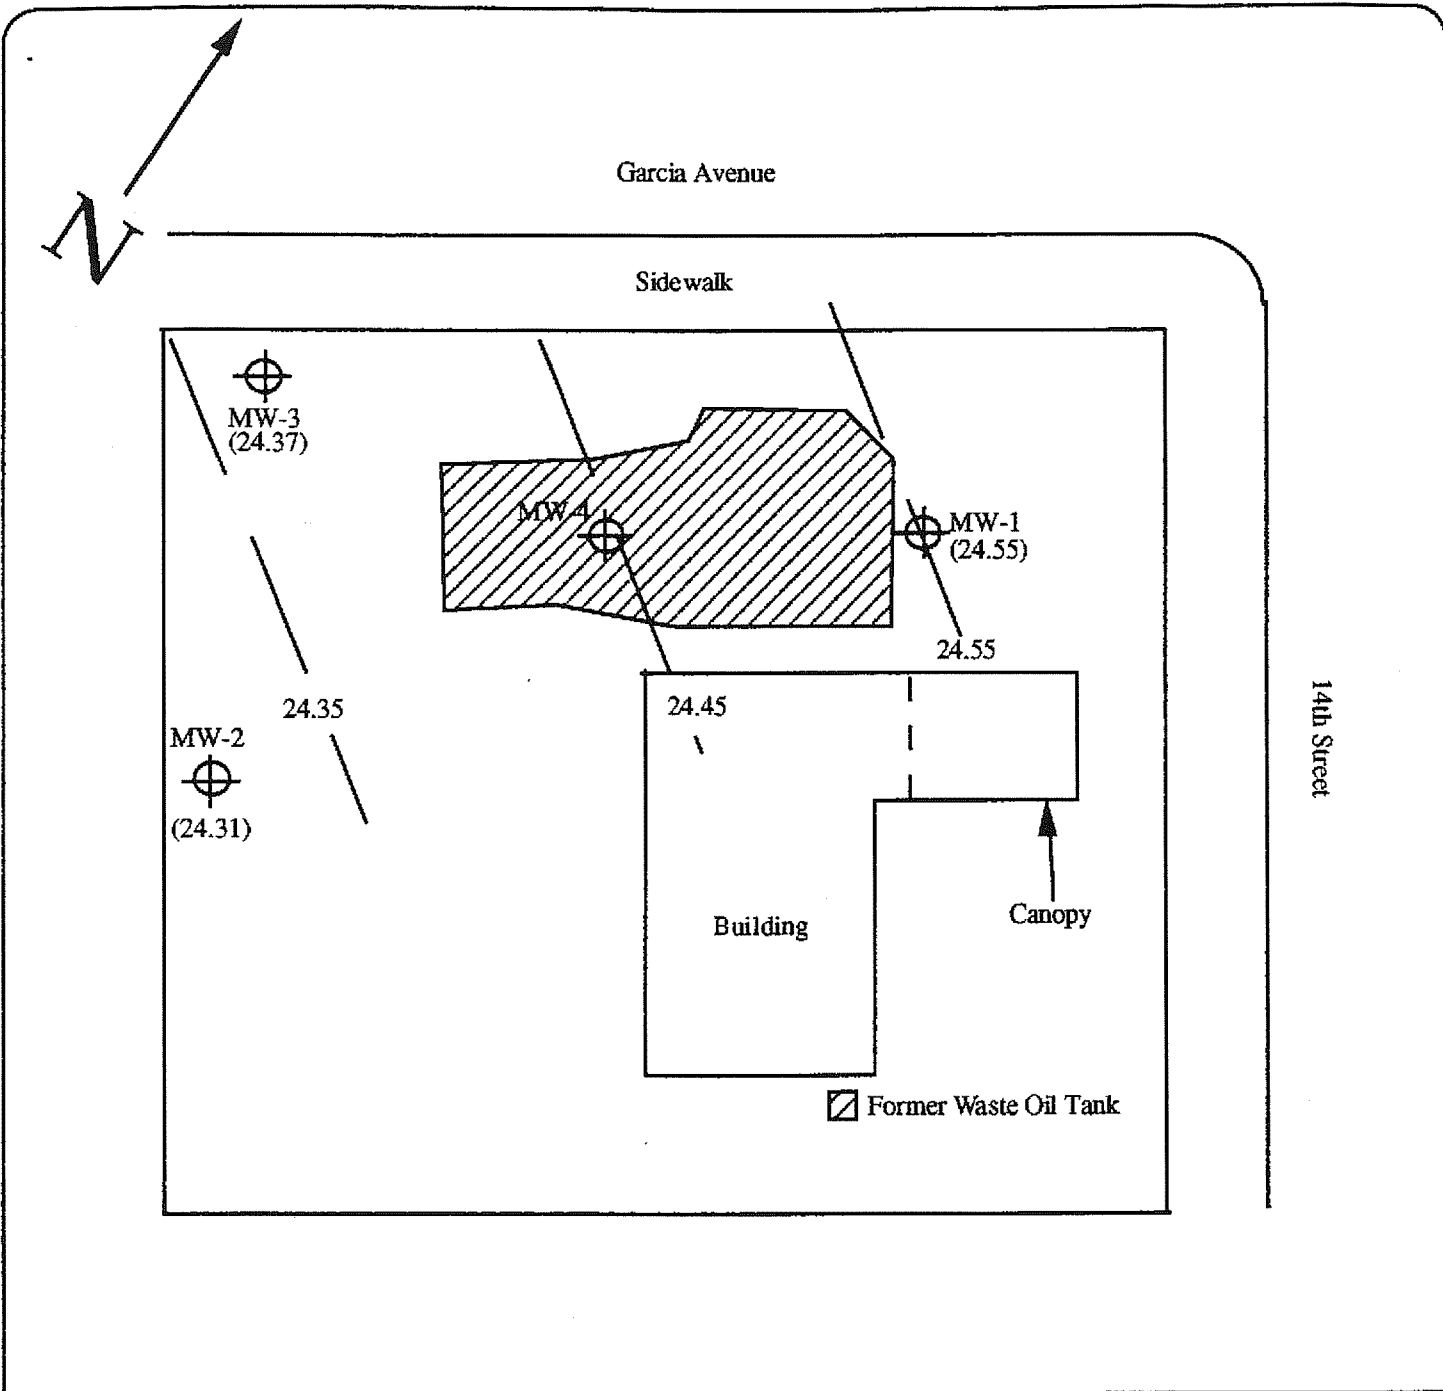 Garcia Avenue
N
Sidewalk
MW-3
(24.37)
MW-4
MW-1
(24.55)
24.55
24.35
24.45
MW-2
(24.31)
14th Street
Canopy
Building
Former Waste Oil Tank